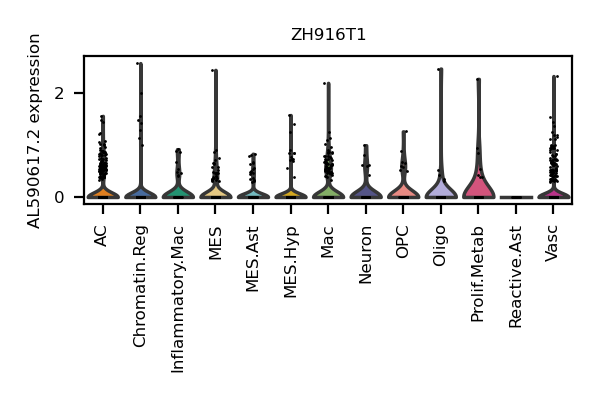 ZH916T1
AL590617.2 expression
2
0
AC
Chromatin.Reg
Inflammatory.Mac
MES
MES.Ast
MES.Hyp
Mac
Neuron
OPC
Oligo
Prolif.Metab
Reactive.Ast
Vasc